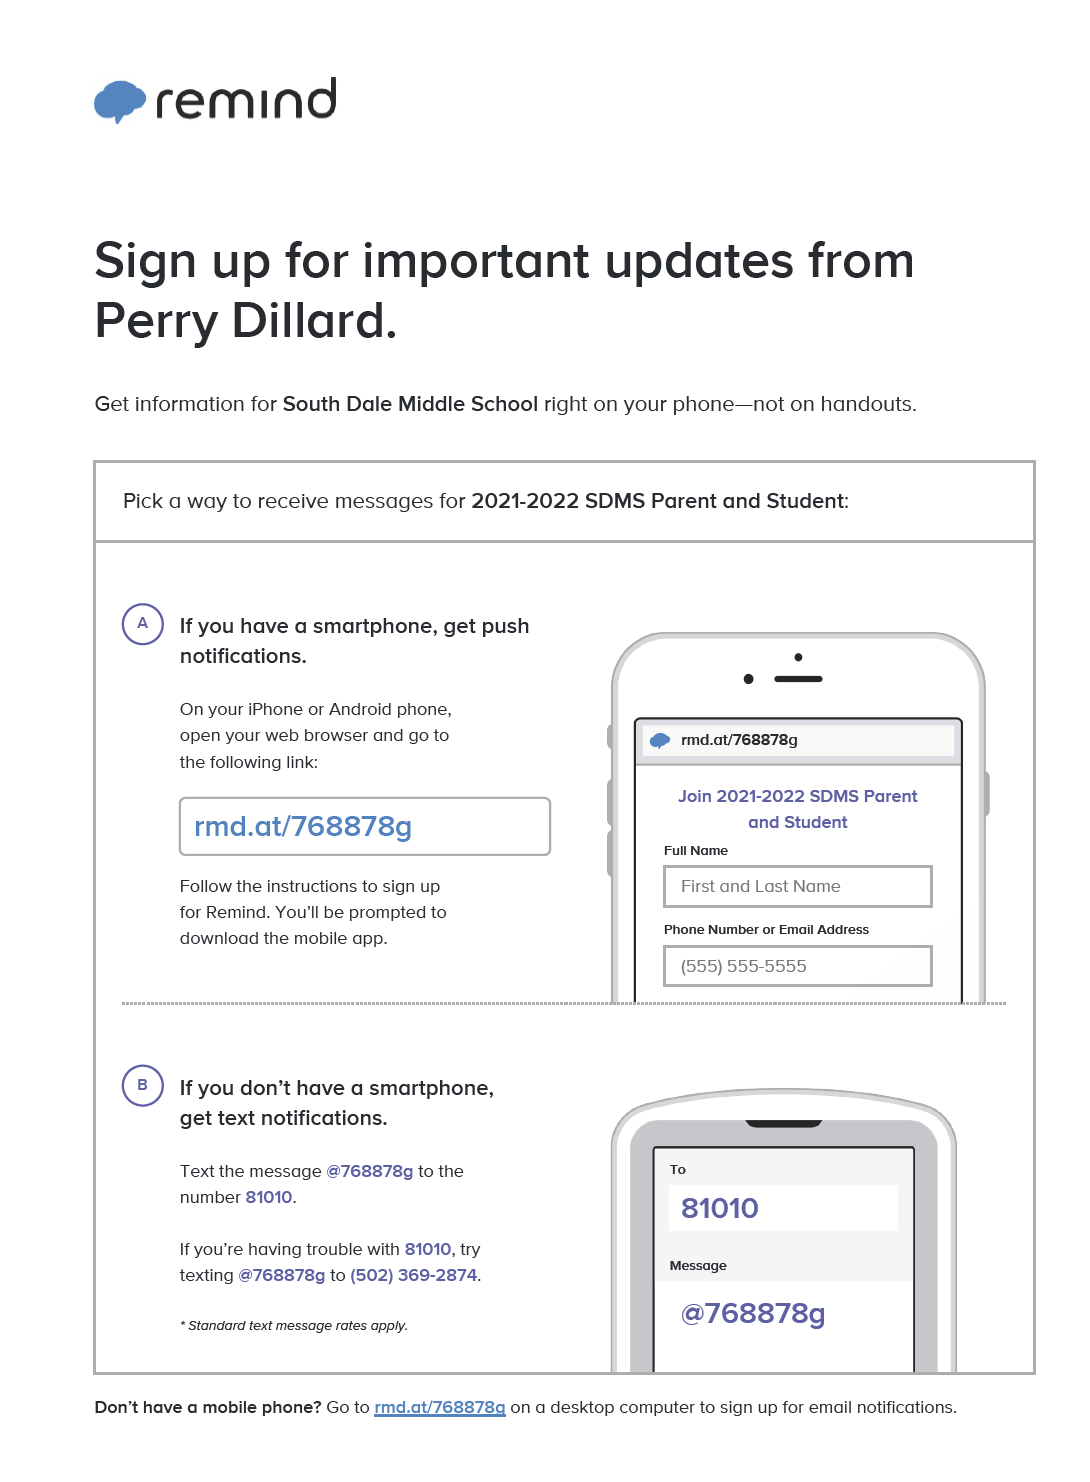 remind
Sign up for important updates from
Perry Dillard.
Get information for South Dale Middle School right on your phone—not on handouts.
Pick a way to receive messages for 2021-2022 SDMS Parent and Student:
A
If you have a smartphone, get push
notifications.
On your iPhone or Android phone,
open your web browser and go to
the following link:
rmd.at/768878g
Follow the instructions to sign up
for Remind. You’ll be prompted to
download the mobile app.
rmd.at/768878g
Join 2021-2022 SDMS Parent
and Student
Full Name
First and Last Name
Phone Number or Email Address
(555) 555-5555
B
If you don’t have a smartphone,
get text notifications.
Text the message @768878g to the
number 81010.
If you’re having trouble with 81010, try
texting @768878g to (502) 369-2874.
* Standard text message rates apply.
To
81010
Message
@768878g
Don’t have a mobile phone? Go to rmd.at/768878g on a desktop computer to sign up for email notifications.